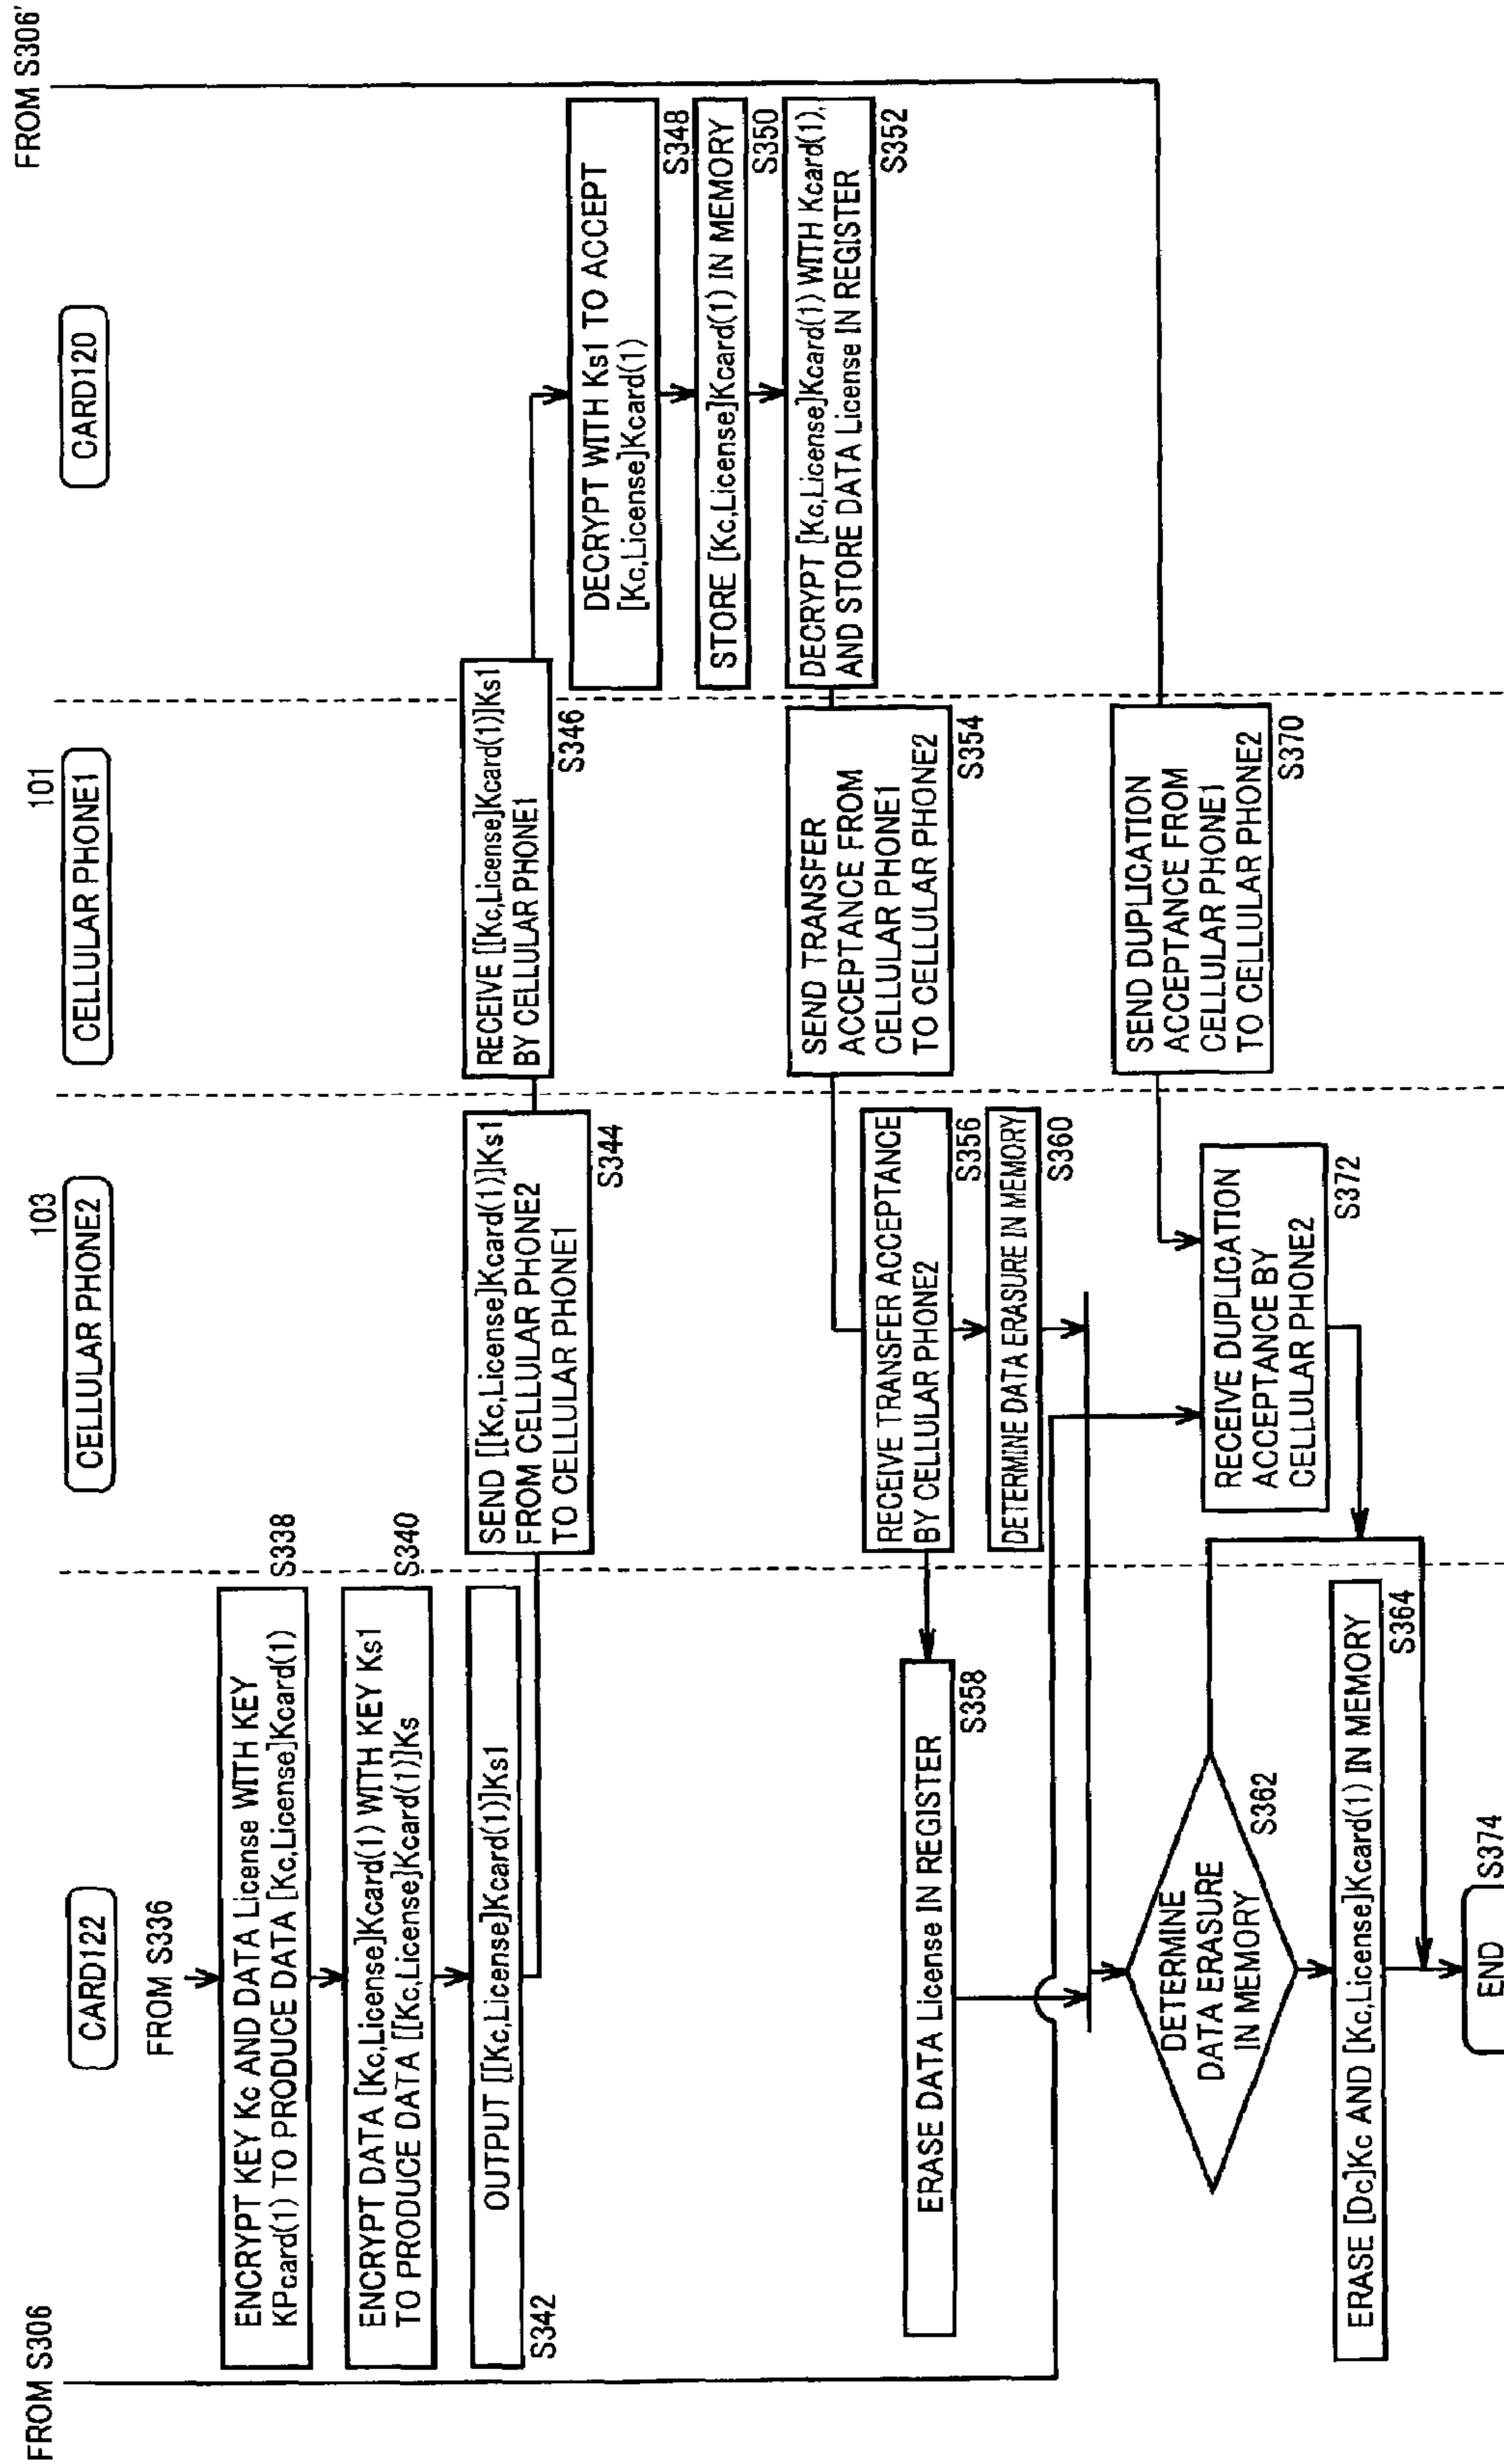 FROM S306
FROM S306'
CARD122
103
CELLULAR PHONE2
101
CELLULAR PHONE1
CARD120
FROM S336
ENCRYPT KEY Kc AND DATA License WITH KEY
KPcard(1) TO PRODUCE DATA [Kc,License]Kcard(1)
S338
ENCRYPT DATA [Kc,License]Kcard(1) WITH KEY Ks1
TO PRODUCE DATA [[Kc,License]Kcard(1)]Ks
S340
OUTPUT [[Kc,License]Kcard(1)]Ks1
S342
SEND [[Kc,License]Kcard(1)]Ks1
FROM CELLULAR PHONE2
TO CELLULAR PHONE1
S344
RECEIVE [[Kc,License]Kcard(1)]Ks1
BY CELLULAR PHONE1
S346
DECRYPT WITH Ks1 TO ACCEPT
[Kc,License]Kcard(1)
S348
STORE [Kc,License]Kcard(1) IN MEMORY
S350
DECRYPT [Kc,License]Kcard(1) WITH Kcard(1),
AND STORE DATA License IN REGISTER
S352
SEND TRANSFER
ACCEPTANCE FROM
CELLULAR PHONE1
TO CELLULAR PHONE2
S354
RECEIVE TRANSFER ACCEPTANCE
BY CELLULAR PHONE2
S356
ERASE DATA License IN REGISTER
S358
DETERMINE DATA ERASURE IN MEMORY
S360
DETERMINE
DATA ERASURE
IN MEMORY
S362
ERASE [Dc]Kc AND [Kc,License]Kcard(1) IN MEMORY
S364
SEND DUPLICATION
ACCEPTANCE FROM
CELLULAR PHONE1
TO CELLULAR PHONE2
S370
RECEIVE DUPLICATION
ACCEPTANCE BY
CELLULAR PHONE2
S372
END
S374